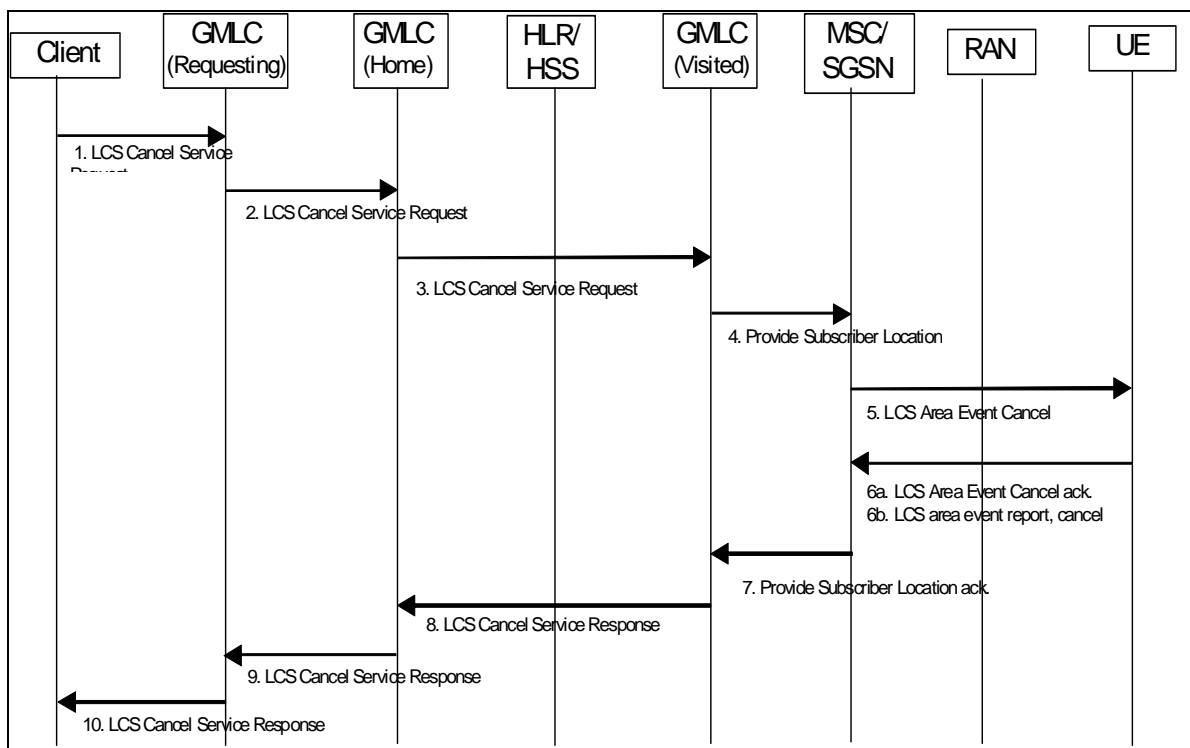 Client
GMLC
(Requesting)
GMLC
(Home)
HLR/
HSS
GMLC
(Visited)
MSC/
SGSN
RAN
UE
1. LCS Cancel Service
2. LCS Cancel Service Request
3. LCS Cancel Service Request
4. Provide Subscriber Location
5. LCS Area Event Cancel
6a. LCS Area Event Cancel ack.
6b. LCS area event report, cancel
7. Provide Subscriber Location ack.
8. LCS Cancel Service Response
9. LCS Cancel Service Response
10. LCS Cancel Service Response